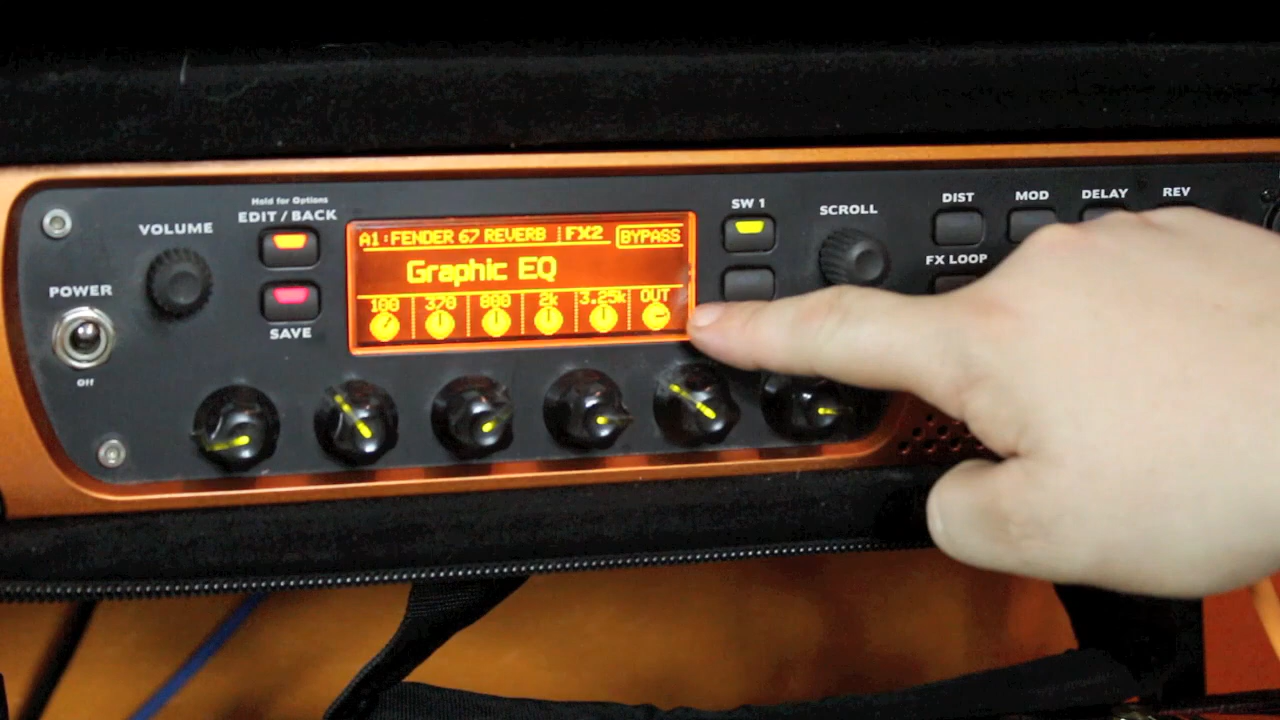 Hold for Options
EDIT / BACK
VOLUME
POWER
Off
SAVE
A1: FENDER 67 REVERB FX2 BYPASS
Graphic EQ
100 370 800 2k 3.25k OUT
SW 1
SCROLL
DIST MOD DELAY REV
FX LOOP